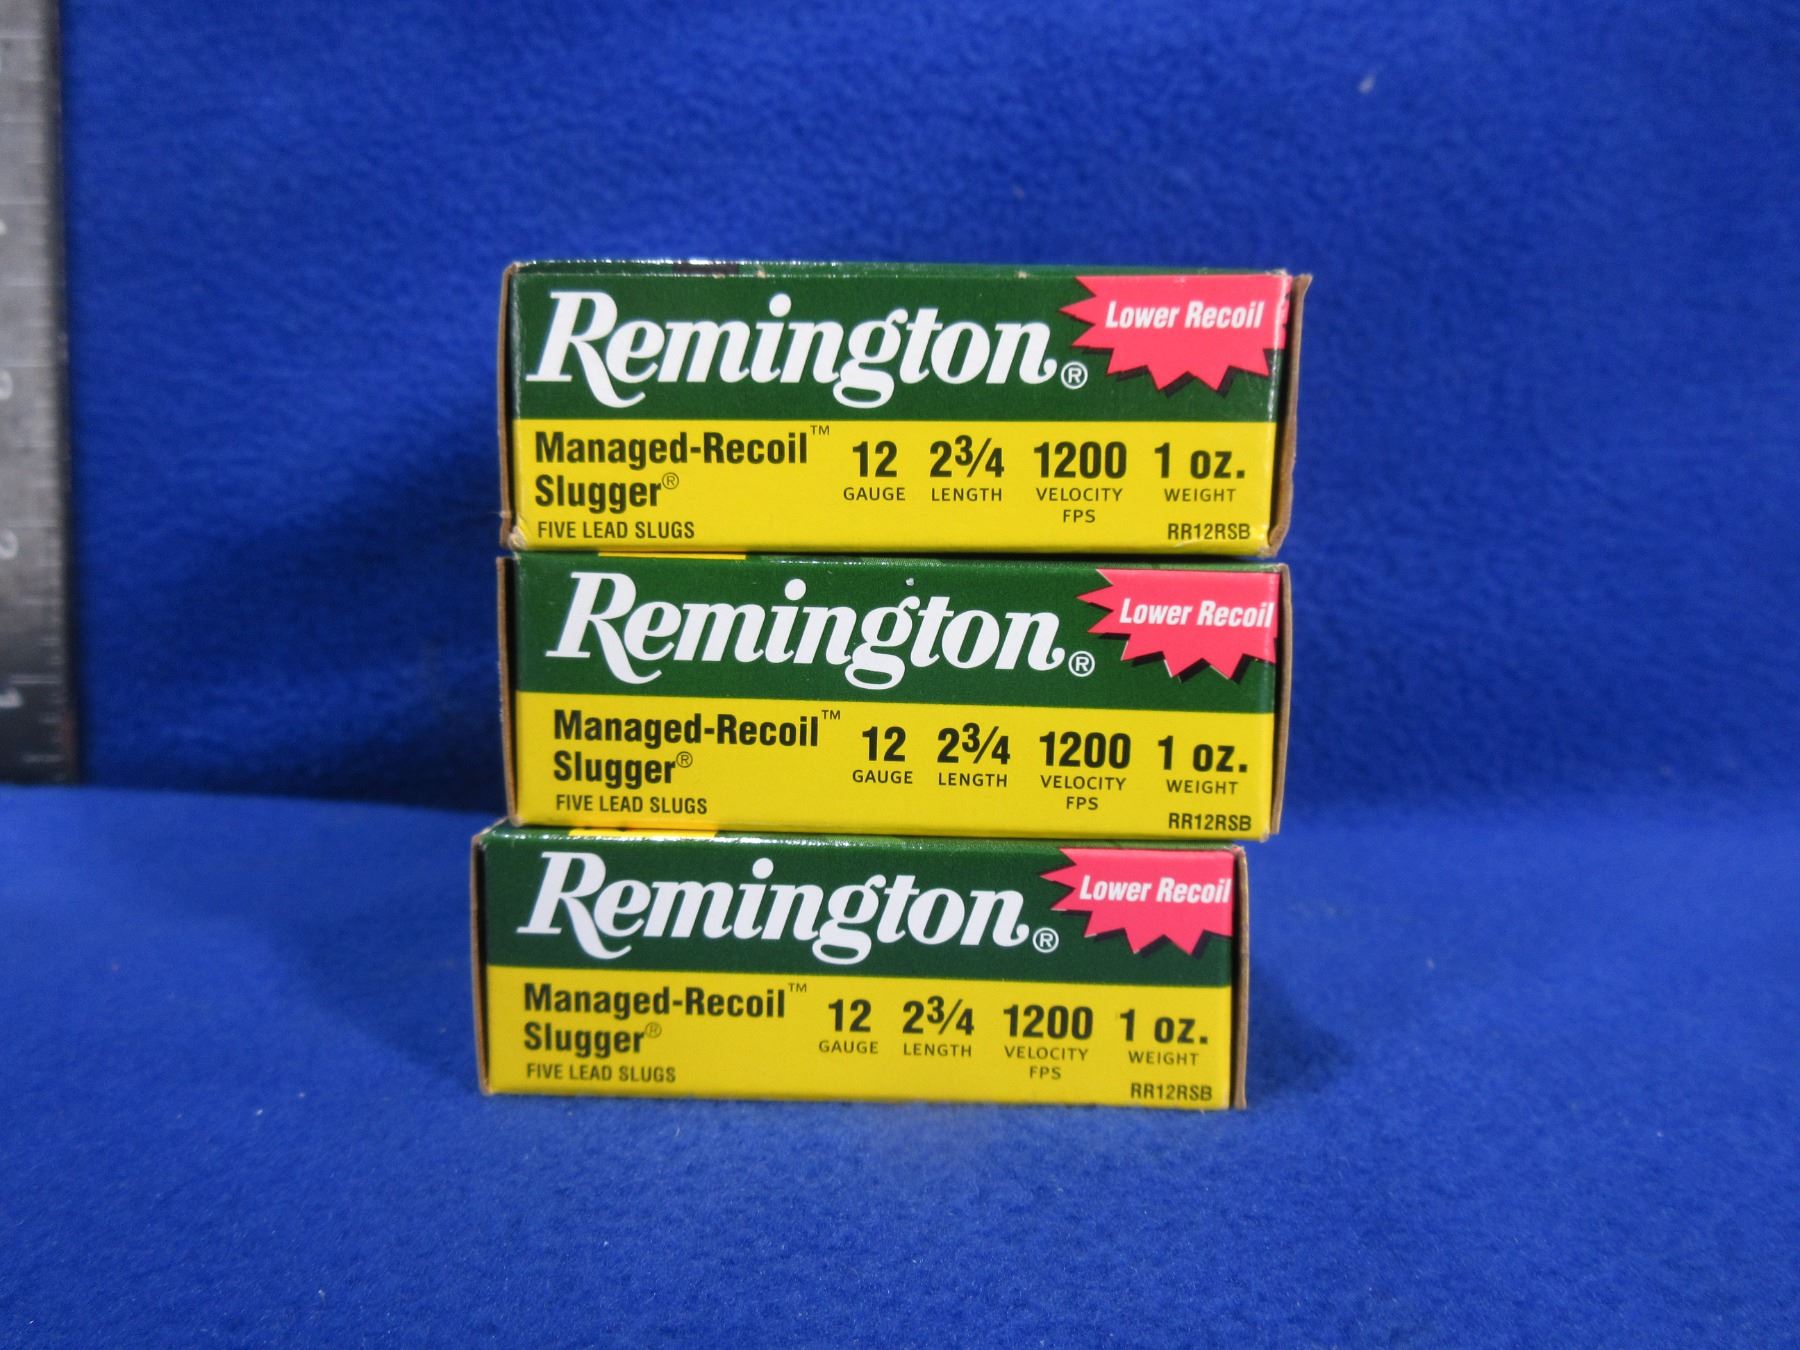 Remington®
Lower Recoil
Managed-Recoil™
Slugger®
FIVE LEAD SLUGS
12 2¾ 1200 1 oz.
GAUGE LENGTH VELOCITY WEIGHT
FPS
RR12RSB
Remington®
Lower Recoil
Managed-Recoil™
Slugger®
FIVE LEAD SLUGS
12 2¾ 1200 1 oz.
GAUGE LENGTH VELOCITY WEIGHT
FPS
RR12RSB
Remington®
Lower Recoil
Managed-Recoil™
Slugger®
FIVE LEAD SLUGS
12 2¾ 1200 1 oz.
GAUGE LENGTH VELOCITY WEIGHT
FPS
RR12RSB
2
1